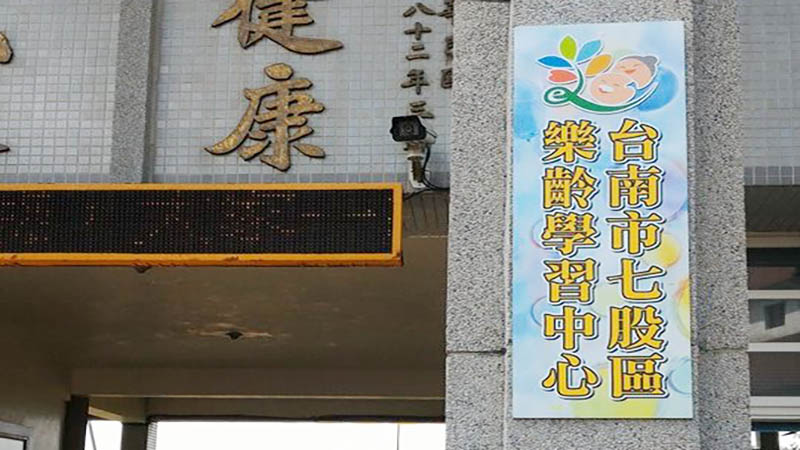 台南市七股區
樂齡學習中心
健康
八十二年三